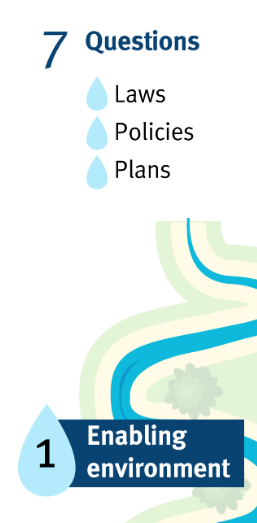 7 Questions
Laws
Policies
Plans
1 Enabling
environment